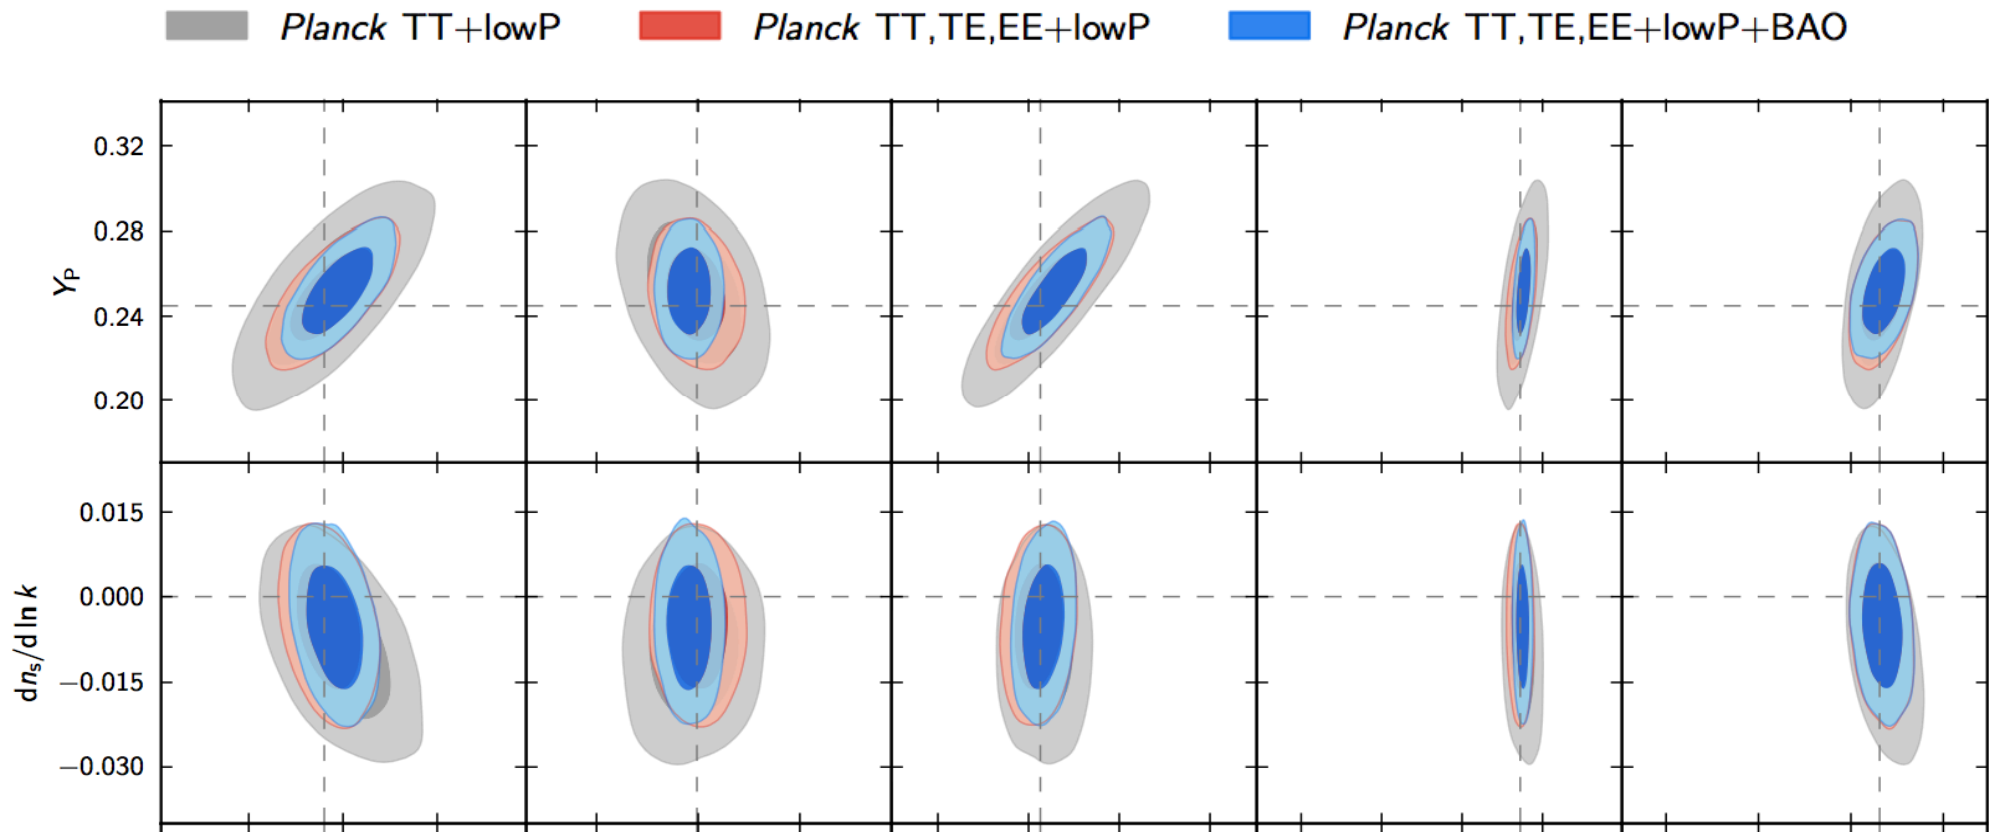 Planck TT+lowP Planck TT,TE,EE+lowP Planck TT,TE,EE+lowP+BAO
0.32
0.28
0.24
0.20
Y_P
0.015
0.000
−0.015
−0.030
dn_s/d ln k